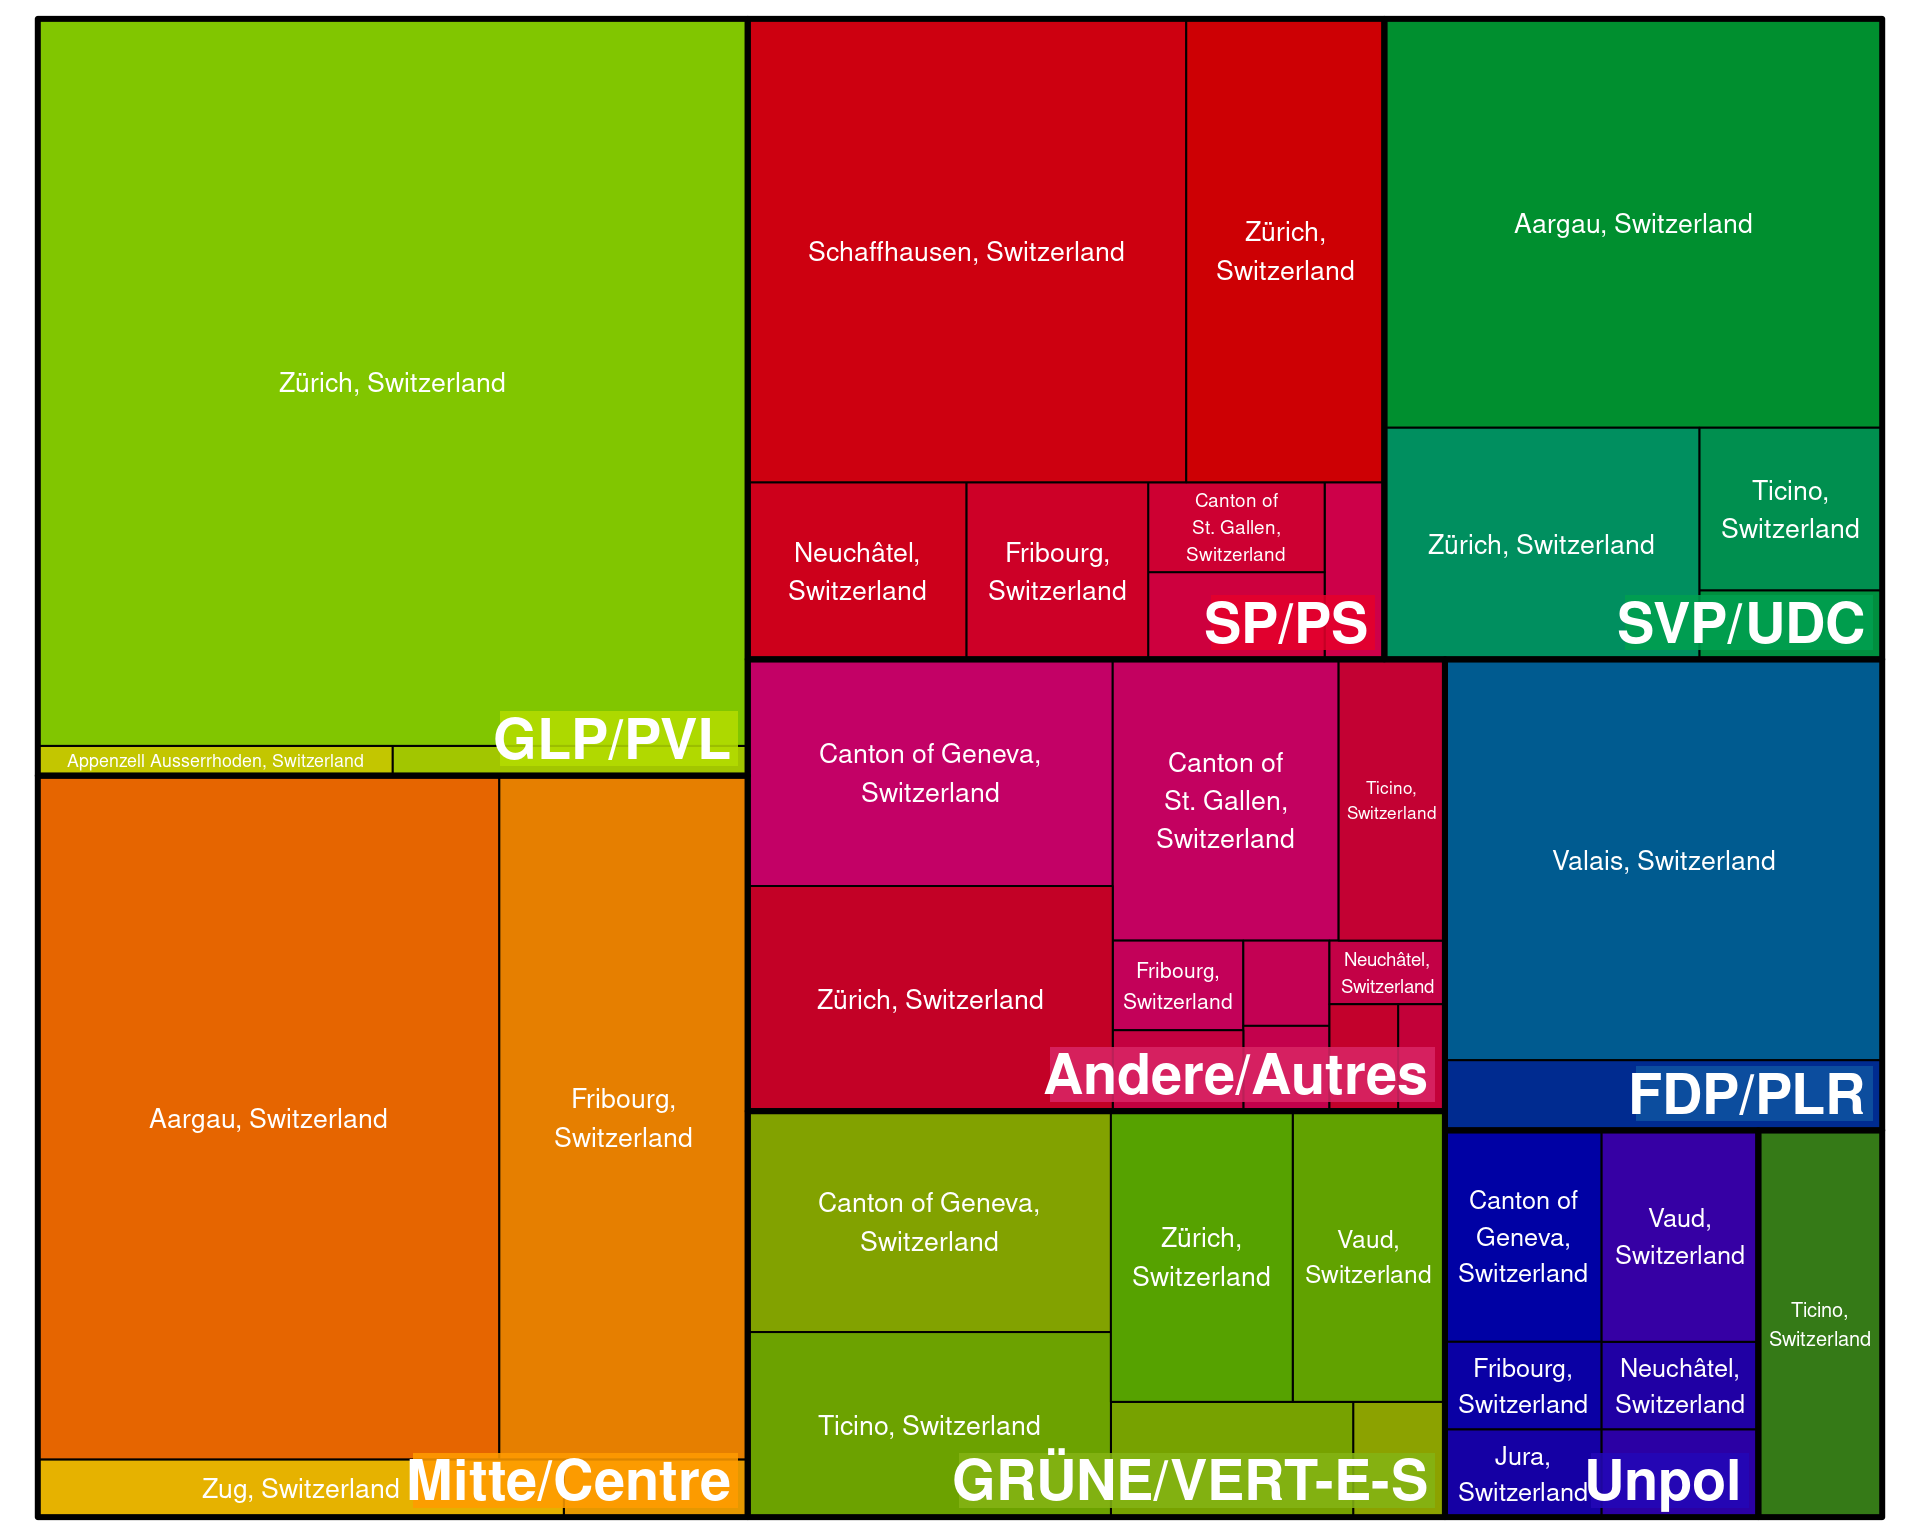 Zürich, Switzerland
Appenzell Ausserrhoden, Switzerland
GLP/PVL
Aargau, Switzerland
Fribourg,
Switzerland
Zug, Switzerland
Mitte/Centre
Schaffhausen, Switzerland
Zürich,
Switzerland
Neuchâtel,
Switzerland
Fribourg,
Switzerland
Canton of
St. Gallen,
Switzerland
SP/PS
Aargau, Switzerland
Zürich, Switzerland
Ticino,
Switzerland
SVP/UDC
Canton of Geneva,
Switzerland
Canton of
St. Gallen,
Switzerland
Ticino,
Switzerland
Zürich, Switzerland
Fribourg,
Switzerland
Neuchâtel,
Switzerland
Andere/Autres
Valais, Switzerland
FDP/PLR
Canton of Geneva,
Switzerland
Zürich,
Switzerland
Vaud,
Switzerland
Ticino, Switzerland
GRÜNE/VERT-E-S
Canton of
Geneva,
Switzerland
Vaud,
Switzerland
Fribourg,
Switzerland
Neuchâtel,
Switzerland
Jura,
Switzerland
Unpol
Ticino,
Switzerland